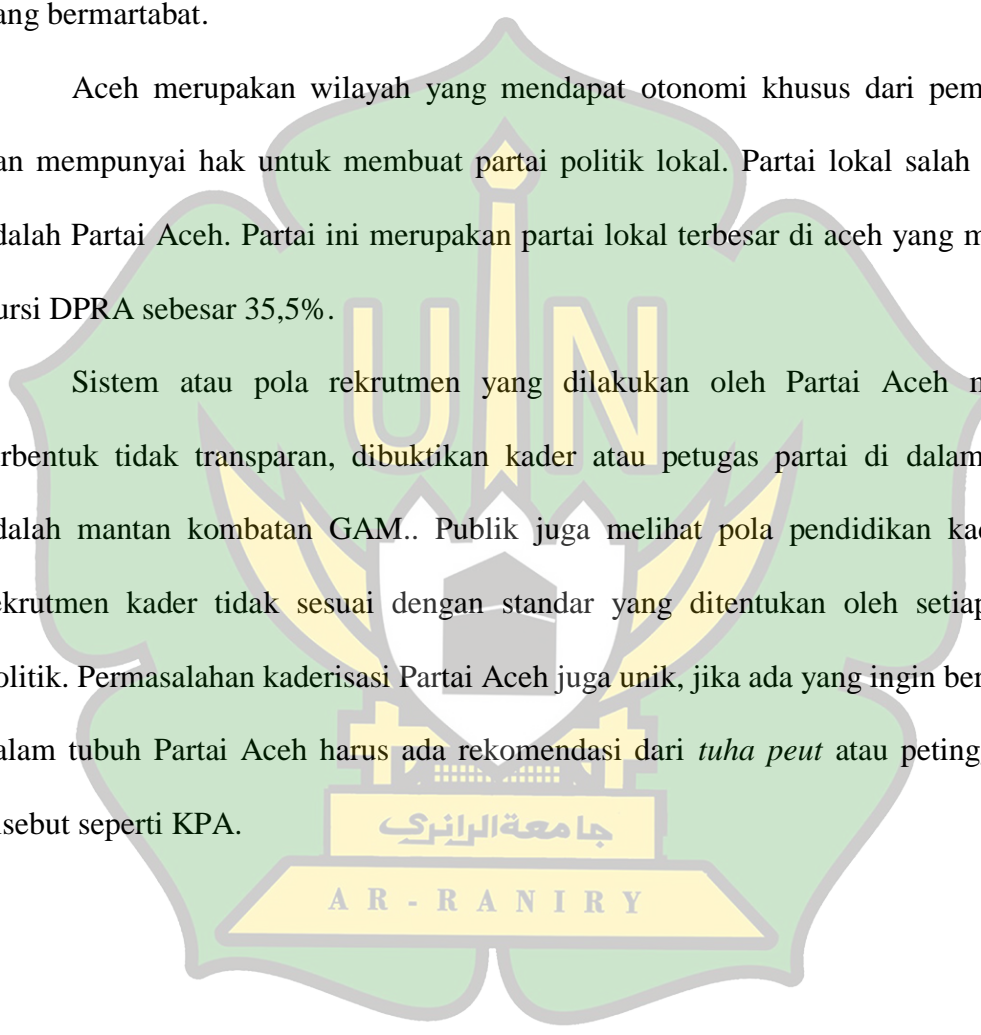 ang bermartabat.
Aceh merupakan wilayah yang mendapat otonomi khusus dari pem
an mempunyai hak untuk membuat partai politik lokal. Partai lokal salah
dalah Partai Aceh. Partai ini merupakan partai lokal terbesar di aceh yang m
ursi DPRA sebesar 35,5%.
Sistem atau pola rekrutmen yang dilakukan oleh Partai Aceh m
erbentuk tidak transparan, dibuktikan kader atau petugas partai di dalam
dalah mantan kombatan GAM.. Publik juga melihat pola pendidikan kad
ekrutmen kader tidak sesuai dengan standar yang ditentukan oleh setiap
olitik. Permasalahan kaderisasi Partai Aceh juga unik, jika ada yang ingin ber
alam tubuh Partai Aceh harus ada rekomendasi dari tuha peut atau peting
isebut seperti KPA.
UIN
جامعة الرانري
AR-RANIRY